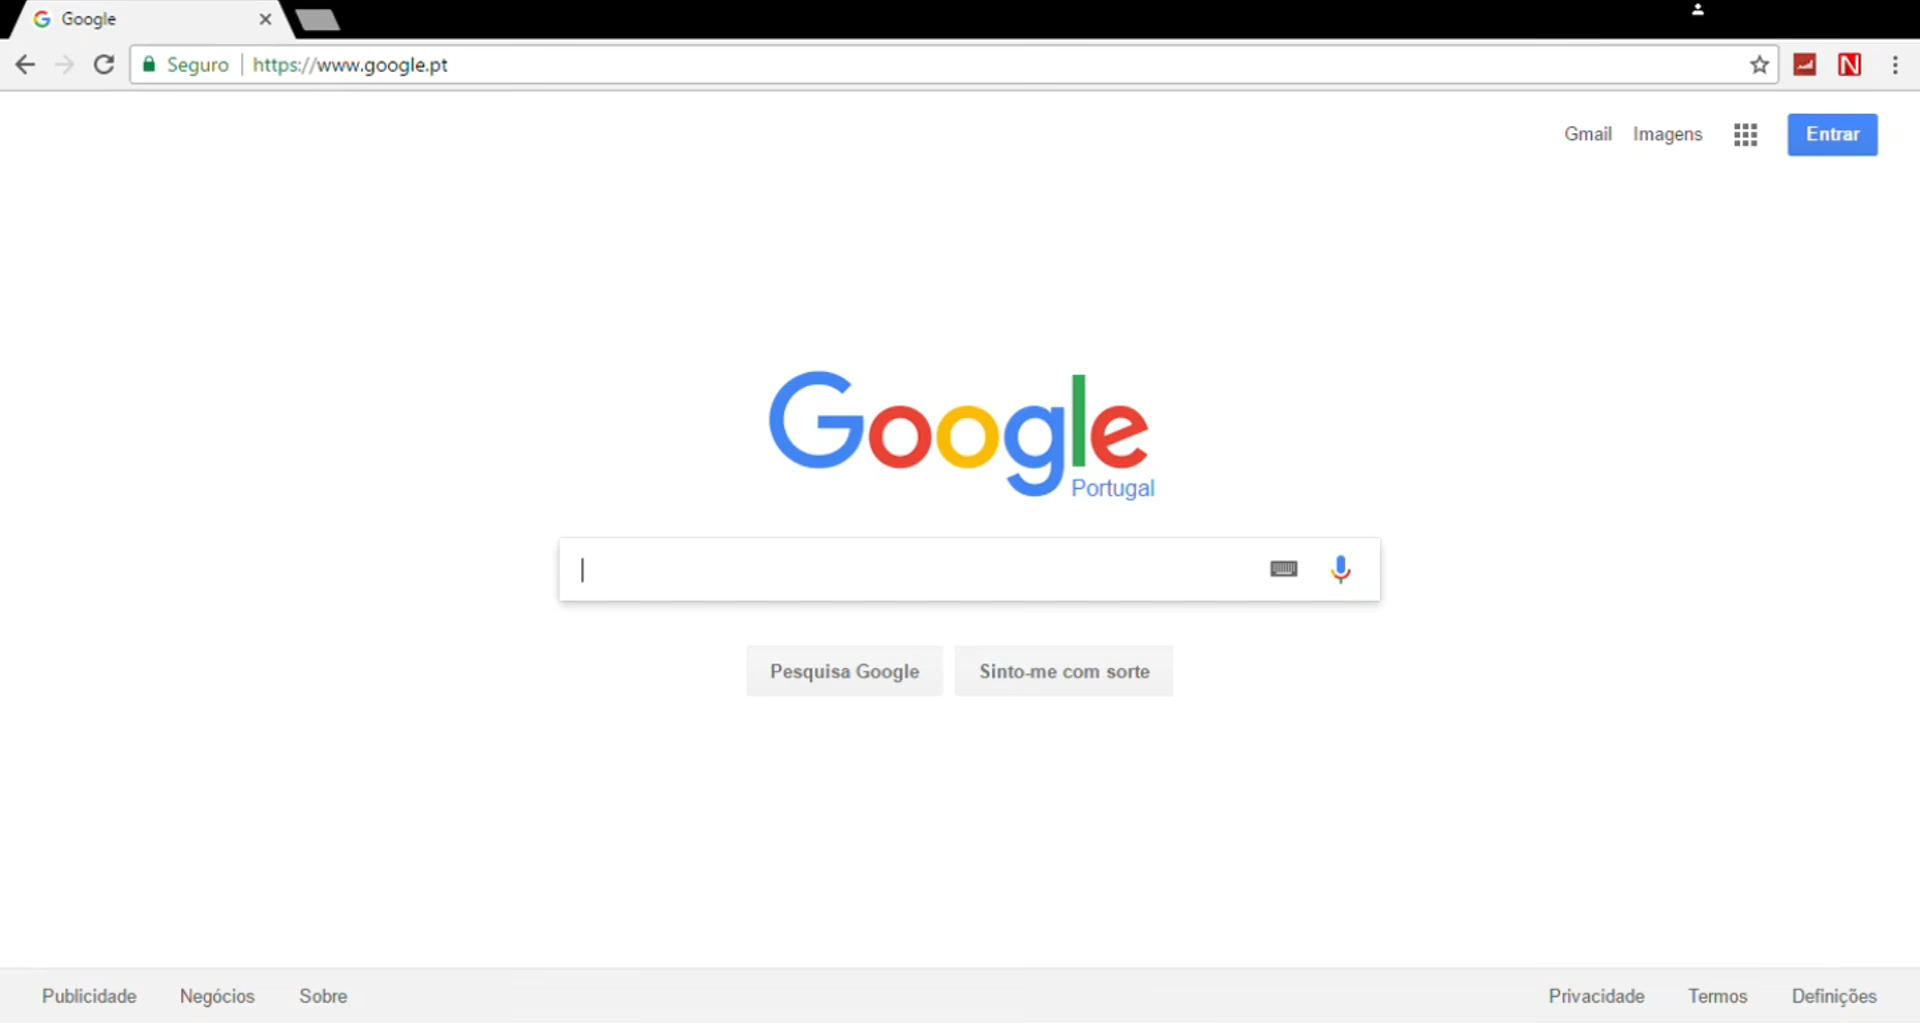 Google
Seguro | https://www.google.pt
Gmail Imagens Entrar
Google
Portugal
Pesquisa Google Sinto-me com sorte
Publicidade Negócios Sobre Privacidade Termos Definições